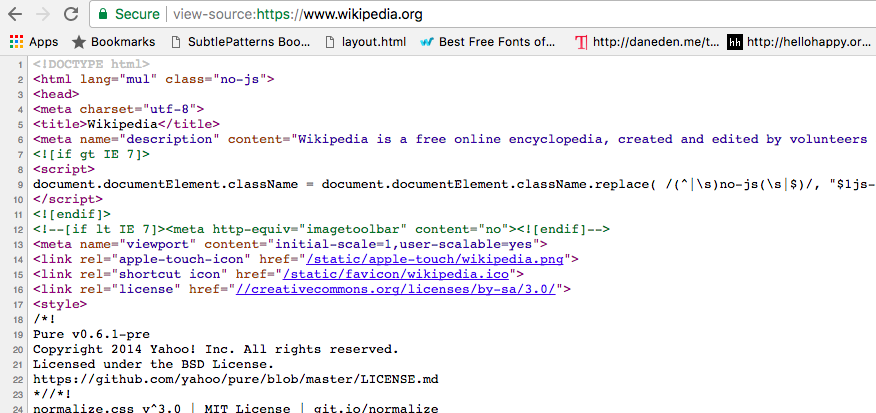 Secure | view-source:https://www.wikipedia.org
Apps Bookmarks SubtlePatterns Boo... layout.html Best Free Fonts of... http://daneden.me/t... hh http://hellohappy.or...
1 <!DOCTYPE html>
2 <html lang="mul" class="no-js">
3 <head>
4 <meta charset="utf-8">
5 <title>Wikipedia</title>
6 <meta name="description" content="Wikipedia is a free online encyclopedia, created and edited by volunteers
7 <![if gt IE 7]>
8 <script>
9 document.documentElement.className = document.documentElement.className.replace( /(^|\s)no-js(\s|$)/, "$1js-
10 </script>
11 <![endif]>
12 <!--[if lt IE 7]><meta http-equiv="imagetoolbar" content="no"><![endif]-->
13 <meta name="viewport" content="initial-scale=1,user-scalable=yes">
14 <link rel="apple-touch-icon" href="/static/apple-touch/wikipedia.png">
15 <link rel="shortcut icon" href="/static/favicon/wikipedia.ico">
16 <link rel="license" href="//creativecommons.org/licenses/by-sa/3.0/">
17 <style>
18 /*!
19 Pure v0.6.1-pre
20 Copyright 2014 Yahoo! Inc. All rights reserved.
21 Licensed under the BSD License.
22 https://github.com/yahoo/pure/blob/master/LICENSE.md
23 *//*!
24 normalize.css v^3.0 | MIT License | git.io/normalize